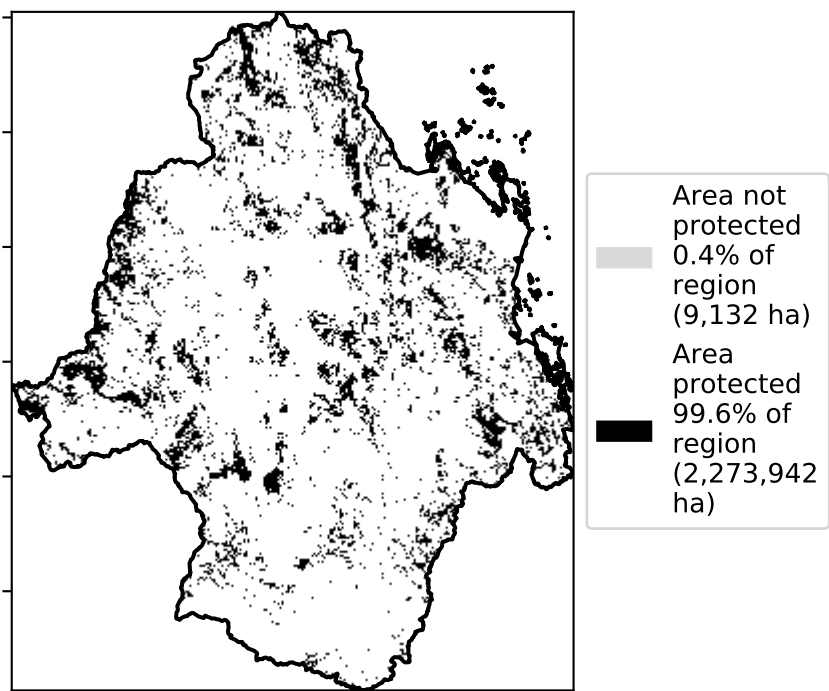 Area not
protected
0.4% of
region
(9,132 ha)
Area
protected
99.6% of
region
(2,273,942
ha)